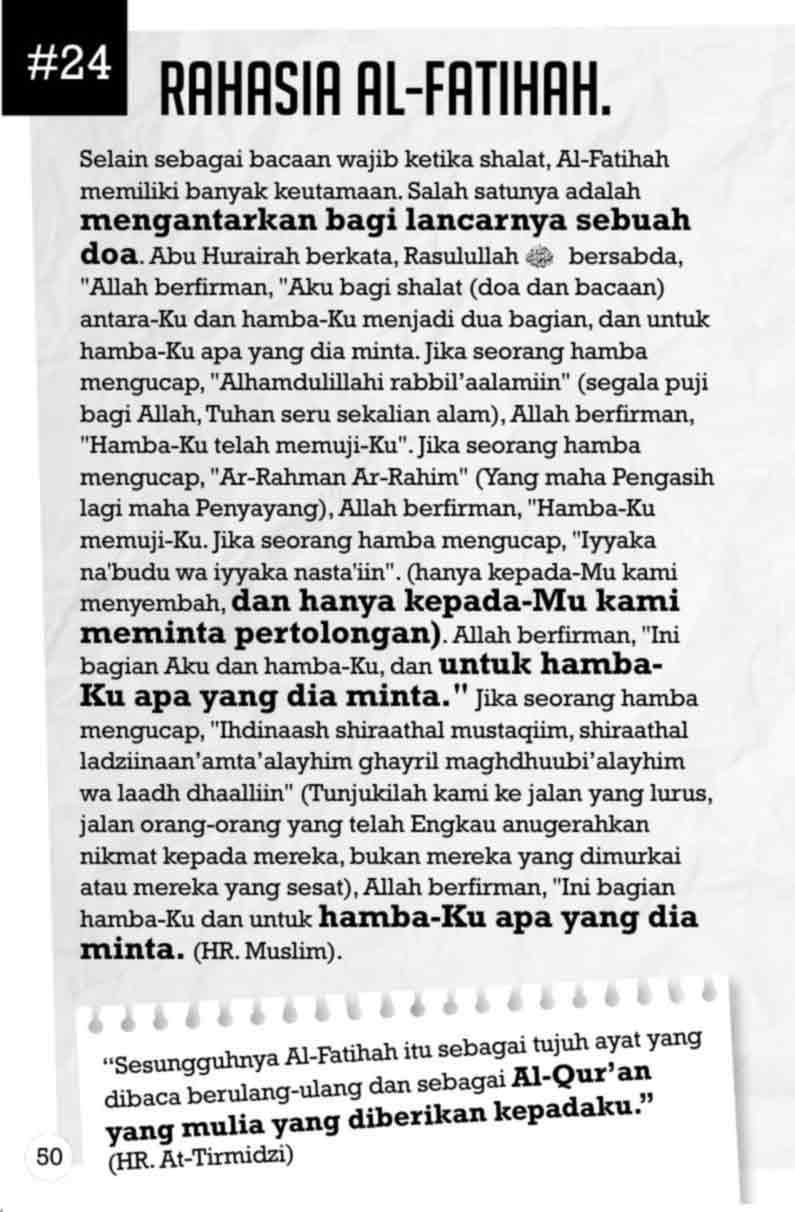 #24
RAHASIA AL-FATIHAH.
Selain sebagai bacaan wajib ketika shalat, Al-Fatihah
memiliki banyak keutamaan. Salah satunya adalah
mengantarkan bagi lancarnya sebuah
doa. Abu Hurairah berkata, Rasulullah ﷺ bersabda,
"Allah berfirman, "Aku bagi shalat (doa dan bacaan)
antara-Ku dan hamba-Ku menjadi dua bagian, dan untuk
hamba-Ku apa yang dia minta. Jika seorang hamba
mengucap, "Alhamdulillahi rabbil'aalamiin" (segala puji
bagi Allah, Tuhan seru sekalian alam), Allah berfirman,
"Hamba-Ku telah memuji-Ku". Jika seorang hamba
mengucap, "Ar-Rahman Ar-Rahim" (Yang maha Pengasih
lagi maha Penyayang), Allah berfirman, "Hamba-Ku
memuji-Ku. Jika seorang hamba mengucap, "Iyyaka
na'budu wa iyyaka nasta'iin". (hanya kepada-Mu kami
menyembah, dan hanya kepada-Mu kami
meminta pertolongan). Allah berfirman, "Ini
bagian Aku dan hamba-Ku, dan untuk hamba-
Ku apa yang dia minta." Jika seorang hamba
mengucap, "Ihdinaash shiraathal mustaqiim, shiraathal
ladziinaan'amta'alayhim ghayril maghdhuubi'alayhim
wa laadh dhaalliin" (Tunjukilah kami ke jalan yang lurus,
jalan orang-orang yang telah Engkau anugerahkan
nikmat kepada mereka, bukan mereka yang dimurkai
atau mereka yang sesat), Allah berfirman, "Ini bagian
hamba-Ku dan untuk hamba-Ku apa yang dia
minta. (HR. Muslim).
"Sesungguhnya Al-Fatihah itu sebagai tujuh ayat yang
dibaca berulang-ulang dan sebagai Al-Qur'an
yang mulia yang diberikan kepadaku."
(HR. At-Tirmidzi)
50